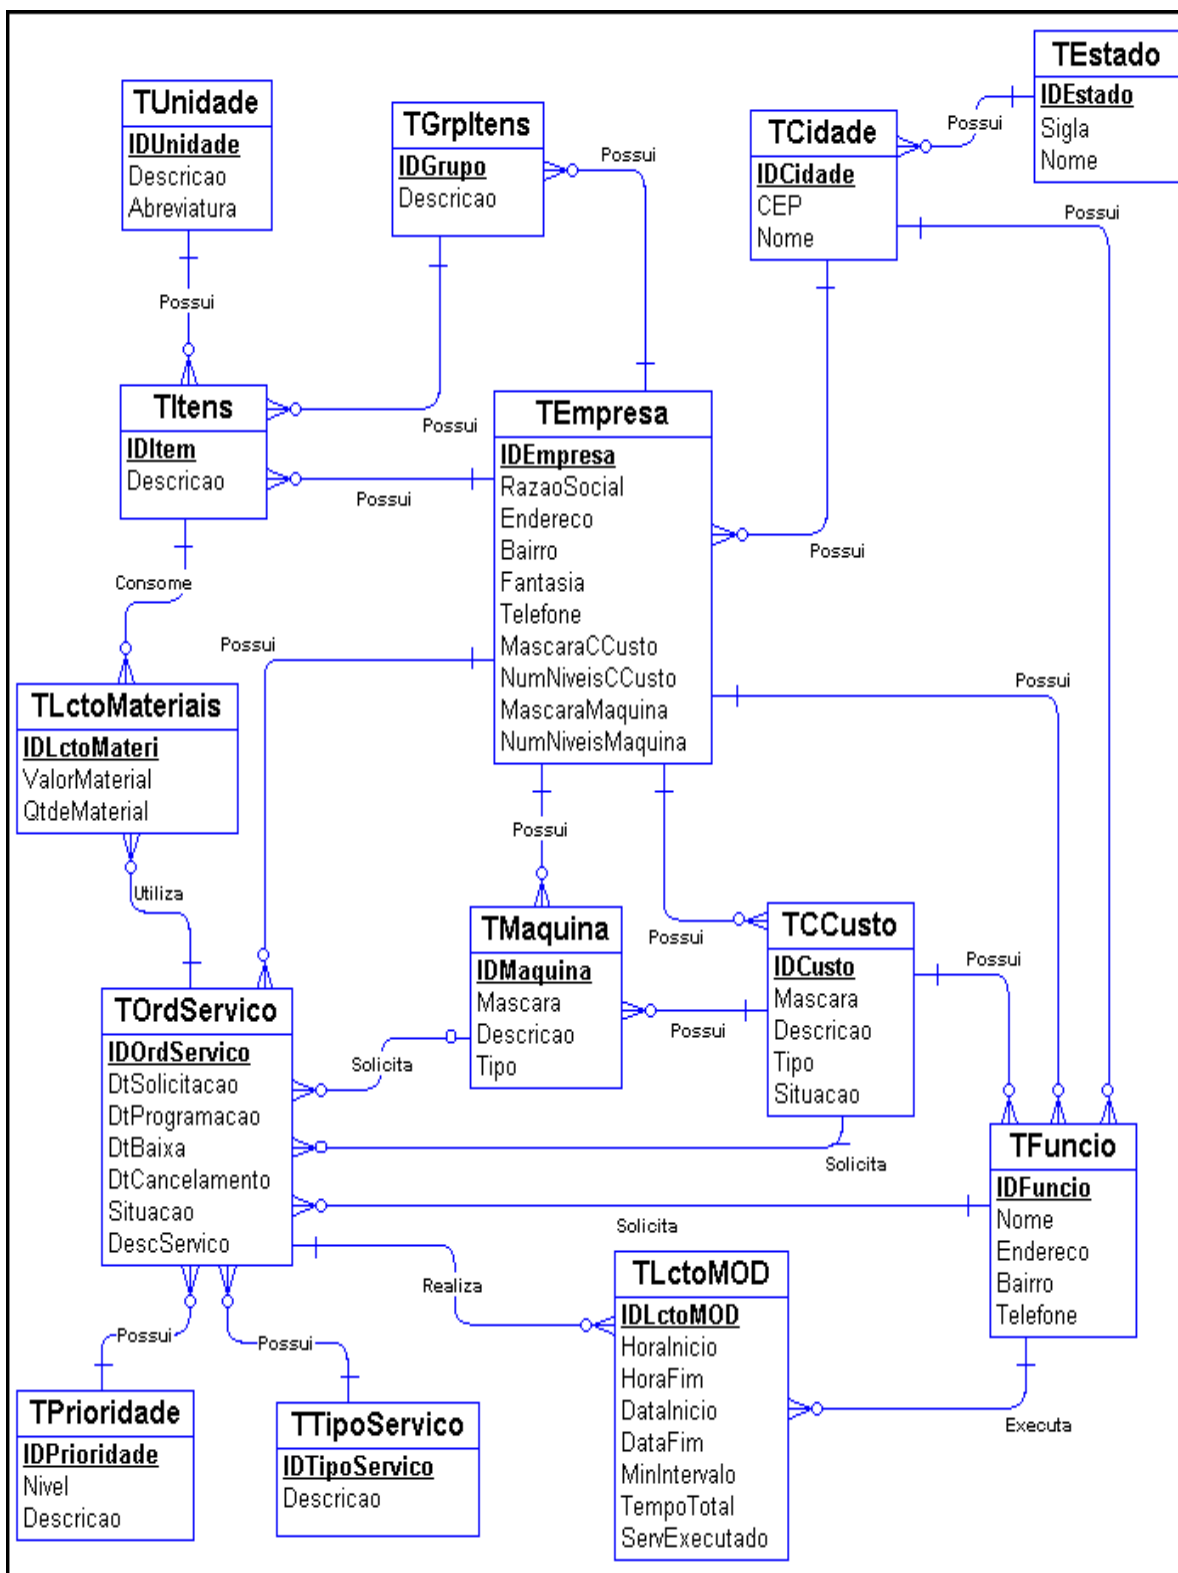 TEstado
IDEstado
Sigla
Nome
Possui
TUnidade
IDUnidade
Descricao
Abreviatura
Possui
TGrpItens
IDGrupo
Descricao
Possui
TCidade
IDCidade
CEP
Nome
Possui
TItens
IDItem
Descricao
Possui
Possui
TEmpresa
IDEmpresa
RazaoSocial
Endereco
Bairro
Fantasia
Telefone
MascaraCCusto
NumNiveisCCusto
MascaraMaquina
NumNiveisMaquina
Possui
Consome
Possui
Possui
TLctoMateriais
IDLctoMateri
ValorMaterial
QtdeMaterial
Utiliza
Possui
Possui
TMaquina
IDMaquina
Mascara
Descricao
Tipo
Possui
TCCusto
IDCusto
Mascara
Descricao
Tipo
Situacao
Possui
TOrdServico
IDOrdServico
DtSolicitacao
DtProgramacao
DtBaixa
DtCancelamento
Situacao
DescServico
Solicita
Solicita
Solicita
TFuncio
IDFuncio
Nome
Endereco
Bairro
Telefone
Realiza
TLctoMOD
IDLctoMOD
HoraInicio
HoraFim
DataInicio
DataFim
MinIntervalo
TempoTotal
ServExecutado
Executa
Possui
Possui
TPrioridade
IDPrioridade
Nivel
Descricao
TTipoServico
IDTipoServico
Descricao